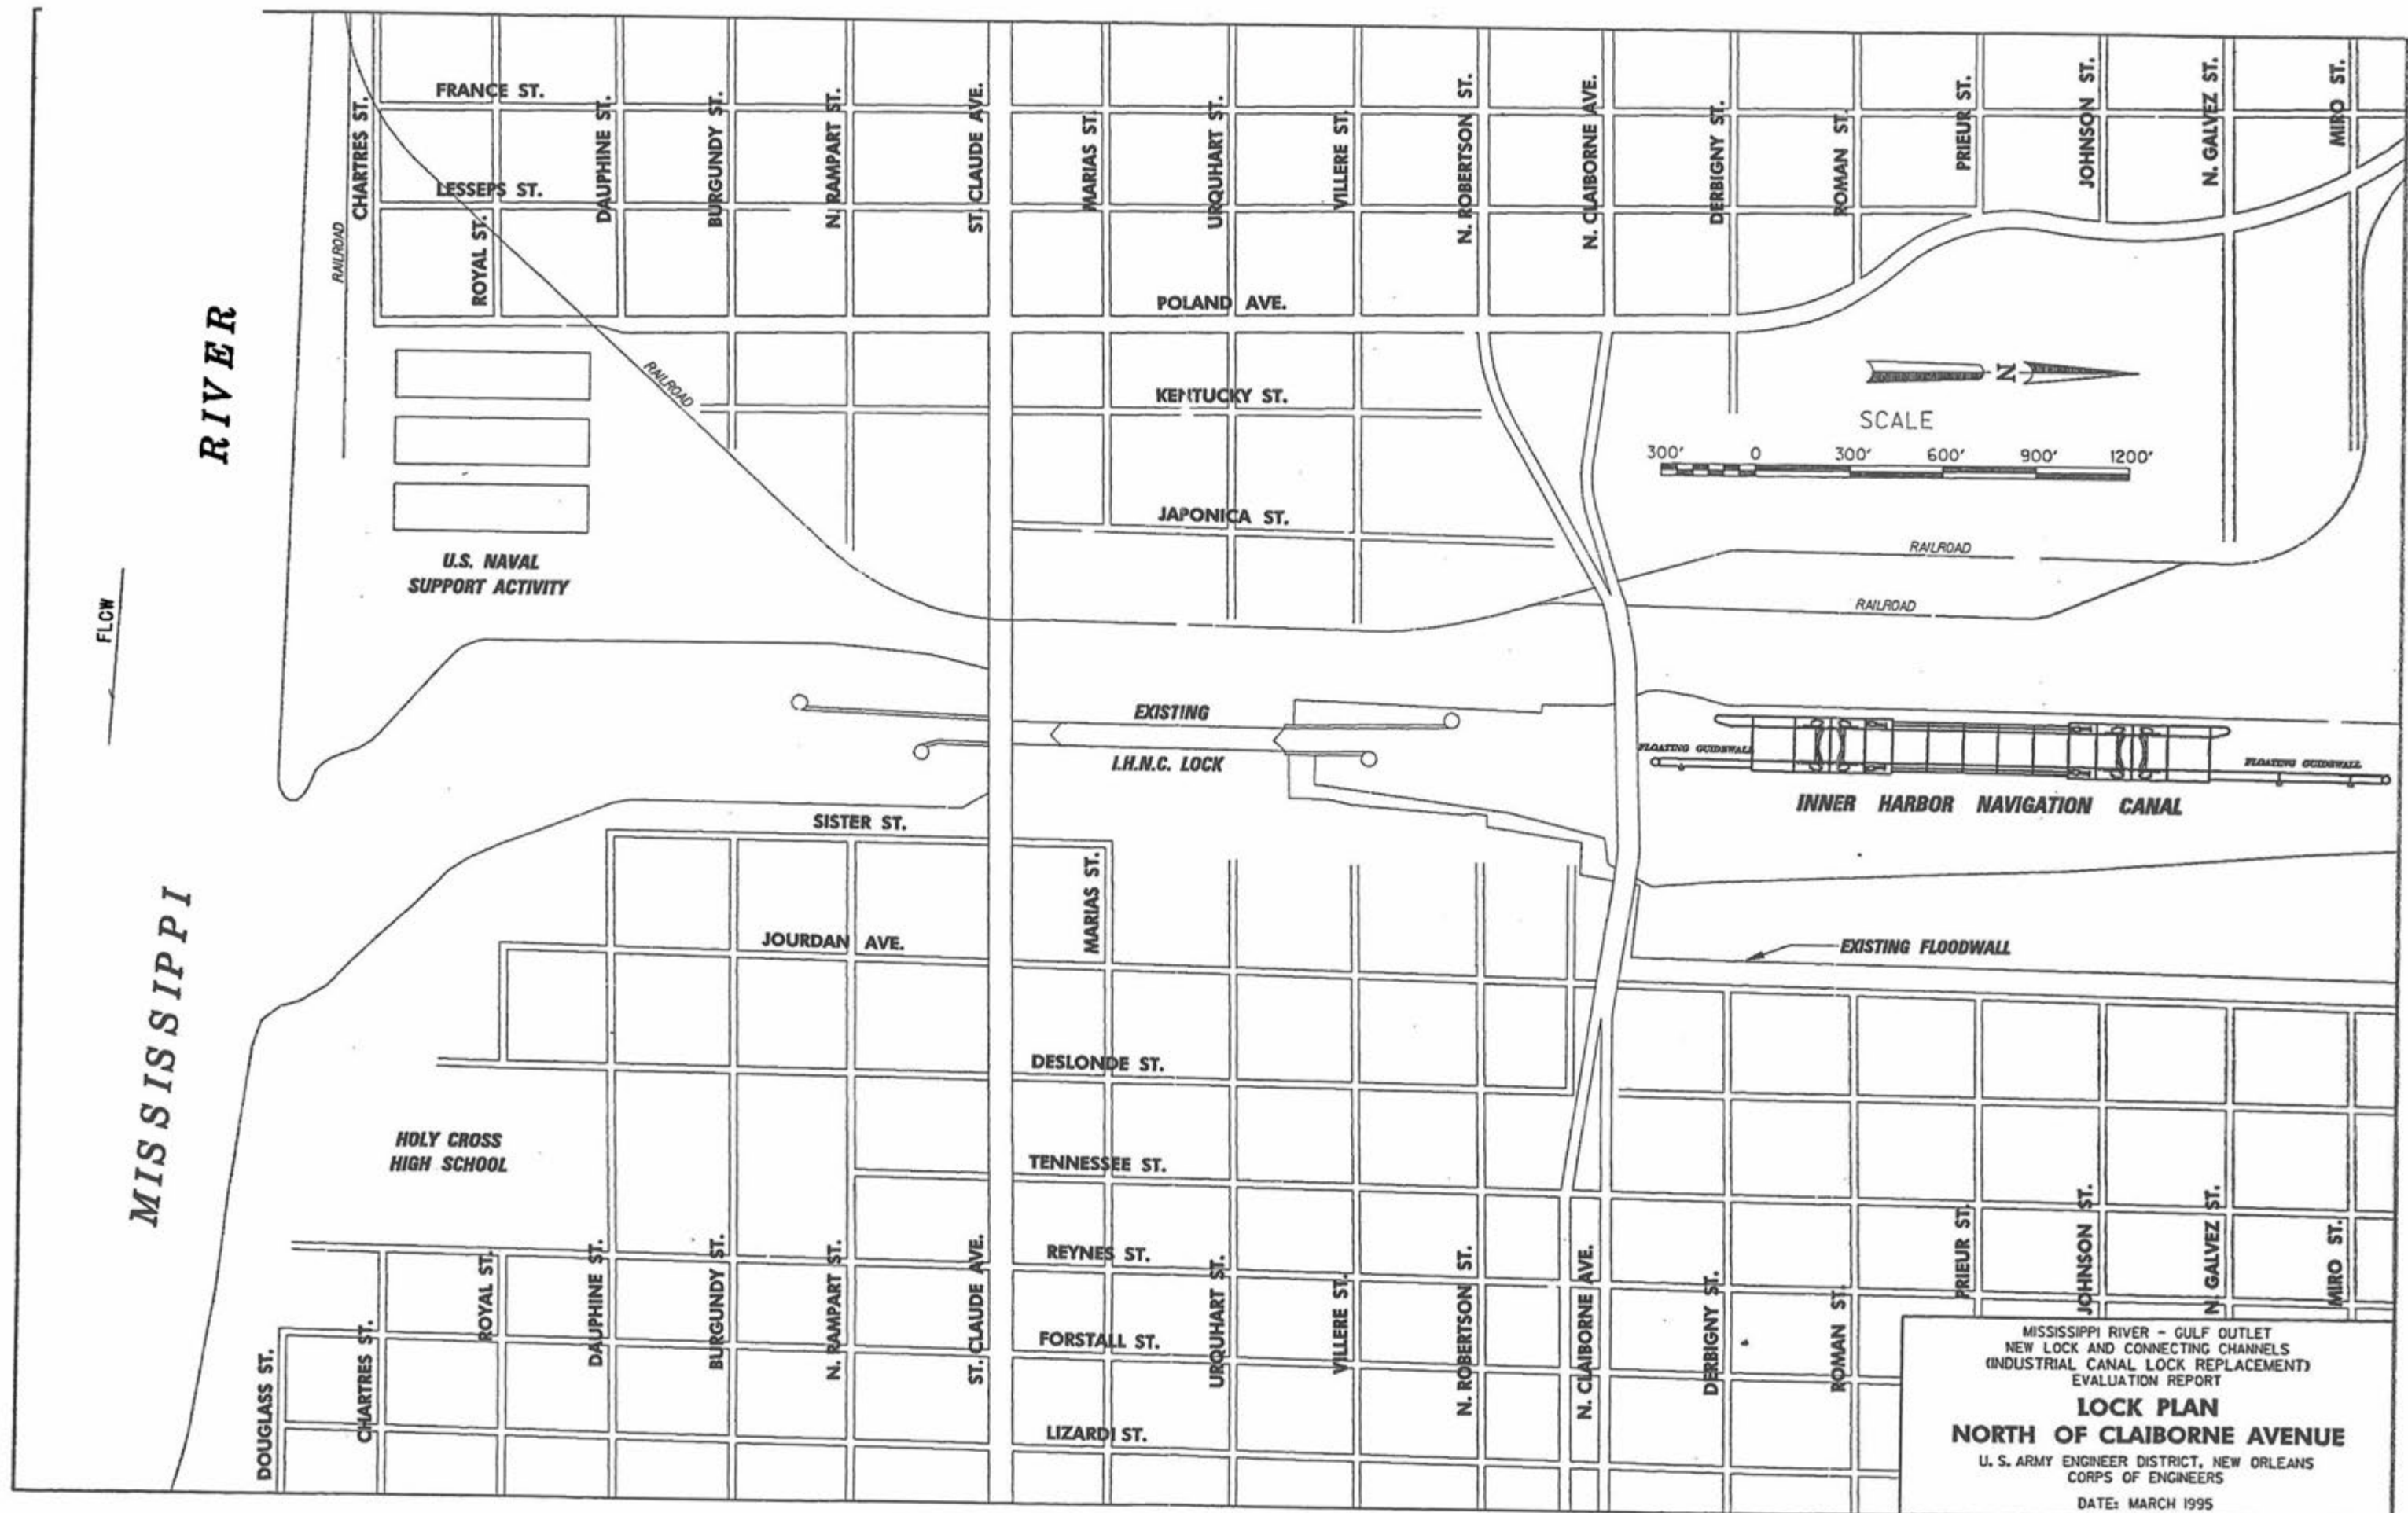 FRANCE ST.
LESSEPS ST.
CHARTRES ST.
ROYAL ST.
DAUPHINE ST.
BURGUNDY ST.
N. RAMPART ST.
ST. CLAUDE AVE.
MARIAS ST.
URQUHART ST.
VILLERE ST.
N. ROBERTSON ST.
N. CLAIBORNE AVE.
DERBIGNY ST.
ROMAN ST.
PRIEUR ST.
JOHNSON ST.
N. GALVEZ ST.
MIRO ST.
RAILROAD
POLAND AVE.
RAILROAD
KENTUCKY ST.
JAPONICA ST.
N
SCALE
300' 0 300' 600' 900' 1200'
RAILROAD
RAILROAD
RIVER
U.S. NAVAL
SUPPORT ACTIVITY
FLOW
EXISTING
I.H.N.C. LOCK
FLOATING GUIDEWALL
FLOATING GUIDEWALL
INNER HARBOR NAVIGATION CANAL
SISTER ST.
MARIAS ST.
JOURDAN AVE.
EXISTING FLOODWALL
MISSISSIPPI
DESLONDE ST.
HOLY CROSS
HIGH SCHOOL
TENNESSEE ST.
REYNES ST.
FORSTALL ST.
LIZARDI ST.
DOUGLASS ST.
CHARTRES ST.
ROYAL ST.
DAUPHINE ST.
BURGUNDY ST.
N. RAMPART ST.
ST. CLAUDE AVE.
URQUHART ST.
VILLERE ST.
N. ROBERTSON ST.
N. CLAIBORNE AVE.
DERBIGNY ST.
ROMAN ST.
PRIEUR ST.
JOHNSON ST.
N. GALVEZ ST.
MIRO ST.
MISSISSIPPI RIVER - GULF OUTLET
NEW LOCK AND CONNECTING CHANNELS
(INDUSTRIAL CANAL LOCK REPLACEMENT)
EVALUATION REPORT
LOCK PLAN
NORTH OF CLAIBORNE AVENUE
U. S. ARMY ENGINEER DISTRICT, NEW ORLEANS
CORPS OF ENGINEERS
DATE: MARCH 1995